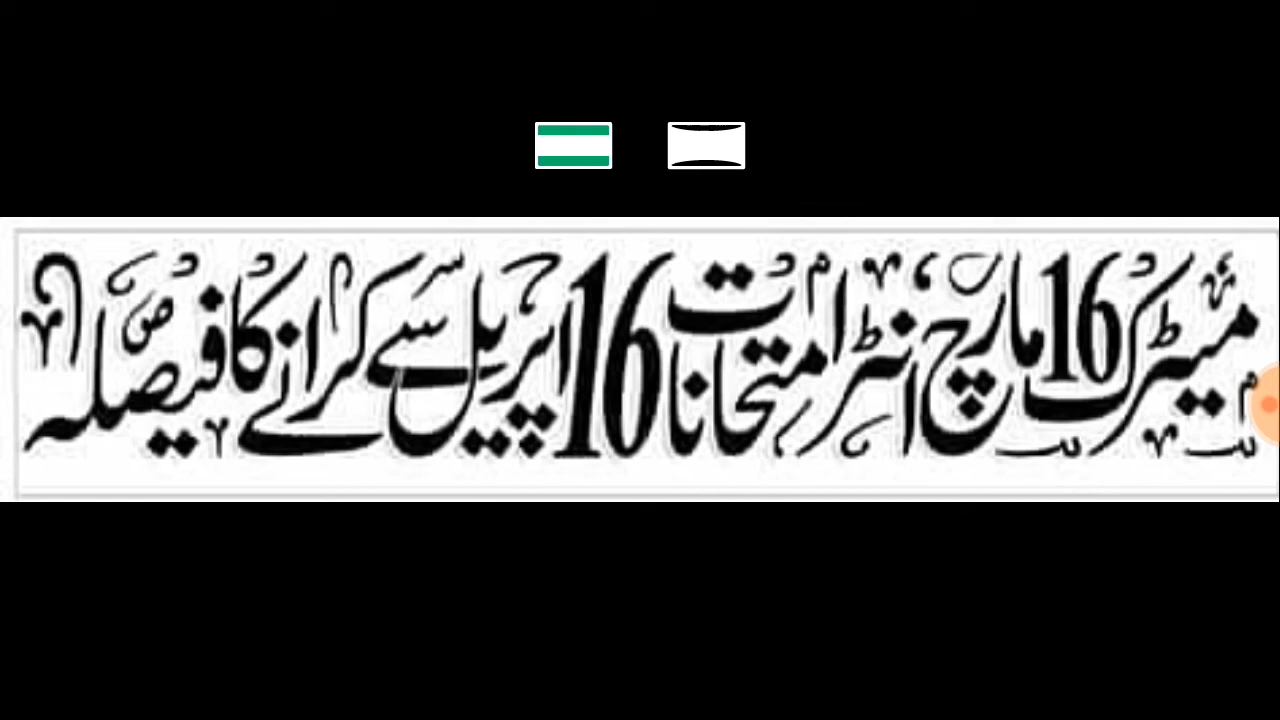 میٹرک 16 مارچ انٹر امتحانات 16 اپریل سے کرانے کا فیصلہ